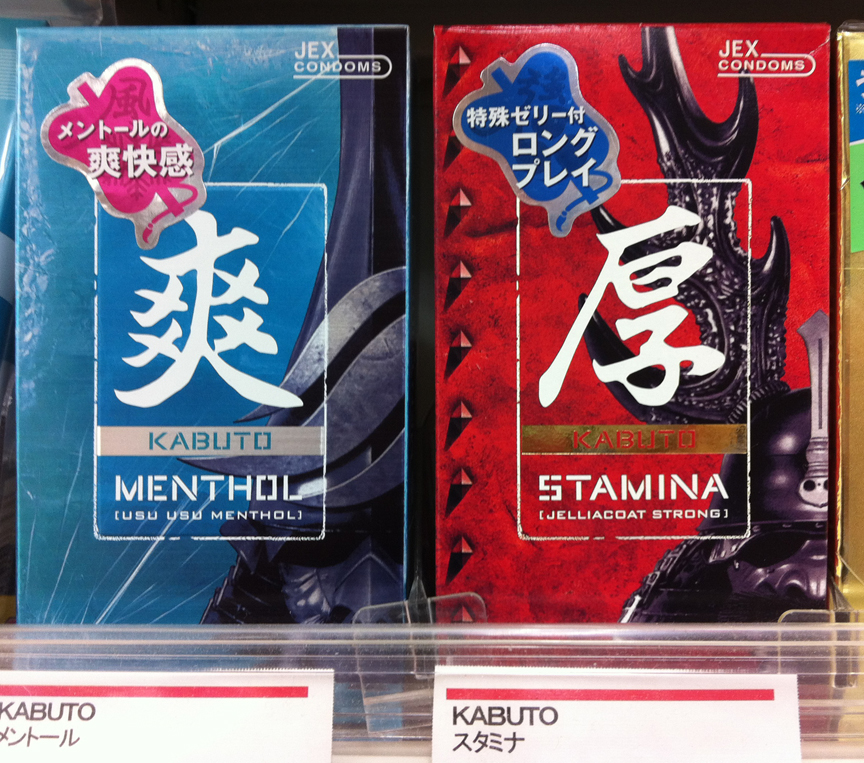 JEX
CONDOMS
風
メントールの
爽快感
爽
KABUTO
MENTHOL
[USU USU MENTHOL]
JEX
CONDOMS
特殊ゼリー付
ロング
プレイ
厚
KABUTO
STAMINA
[JELLIACOAT STRONG]
KABUTO
メントール
KABUTO
スタミナ